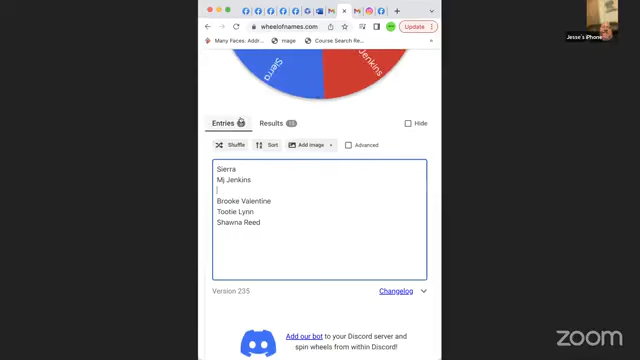 Update
wheelofnames.com
Many Faces: Addr...
mage
Course Search Re...
Jesse's iPhone
Sierra
Jenkins
Entries
Results
13
Hide
Shuffle
Sort
Add image
Advanced
Sierra
Mj Jenkins
Brooke Valentine
Tootie Lynn
Shawna Reed
Version 235
Changelog
Add our bot to your Discord server and
spin wheels from within Discord!
zoom